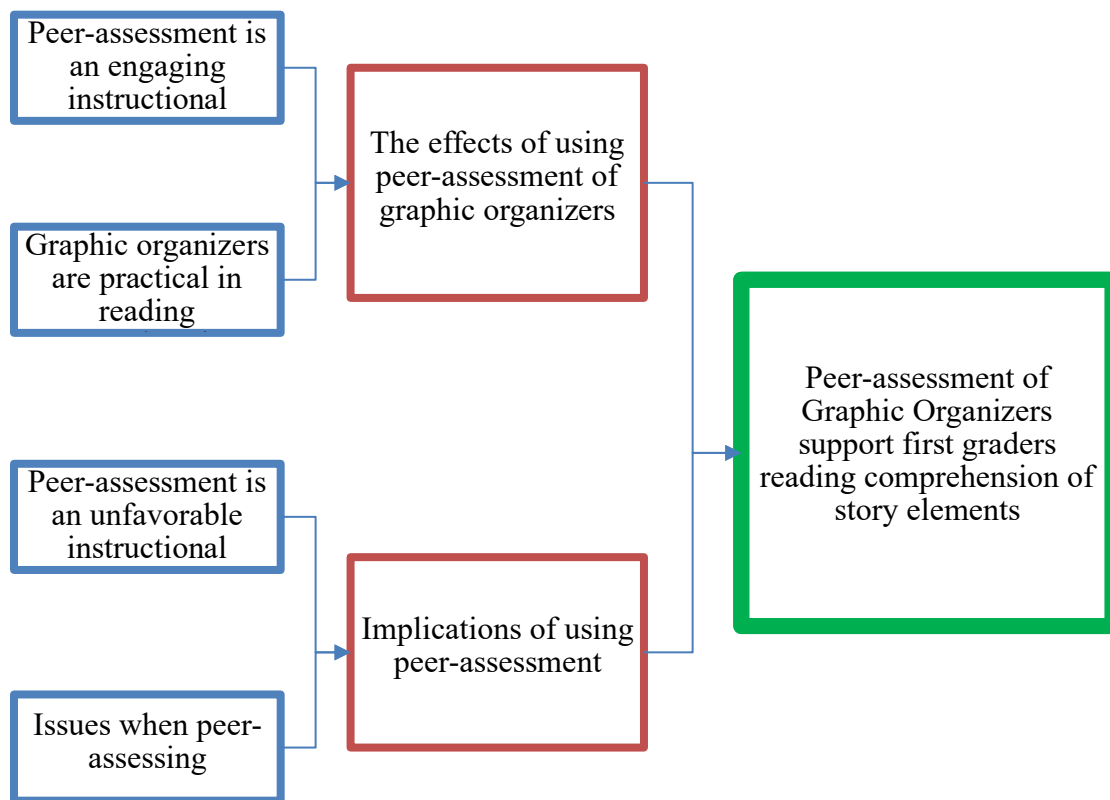 Peer-assessment is
an engaging
instructional
Graphic organizers
are practical in
reading
The effects of using
peer-assessment of
graphic organizers
Peer-assessment is
an unfavorable
instructional
Issues when peer-
assessing
Implications of using
peer-assessment
Peer-assessment of
Graphic Organizers
support first graders
reading comprehension of
story elements